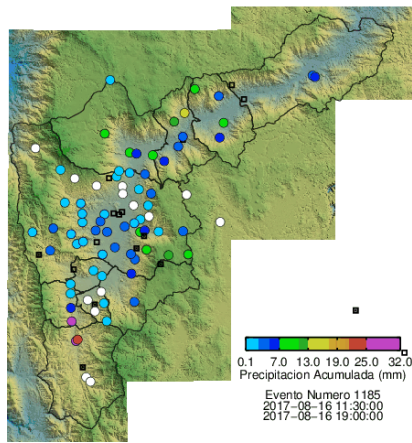 0.1 7.0 13.0 19.0 25.0 32.0
Precipitacion Acumulada (mm)
Evento Numero 1185
2017-08-16 11:30:00
2017-08-16 19:00:00